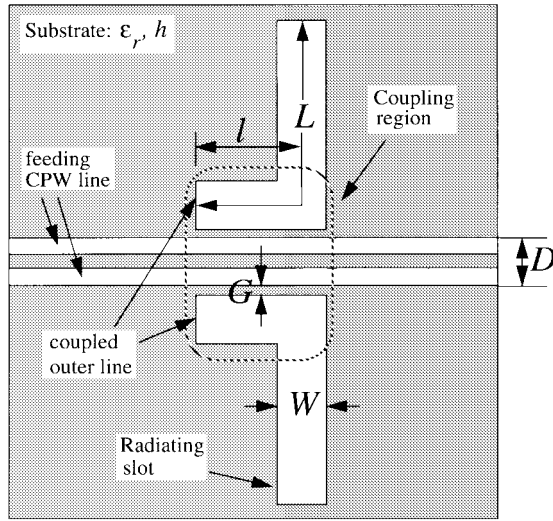 Substrate: εr, h
Coupling
region
L
l
feeding
CPW line
D
G
coupled
outer line
W
Radiating
slot